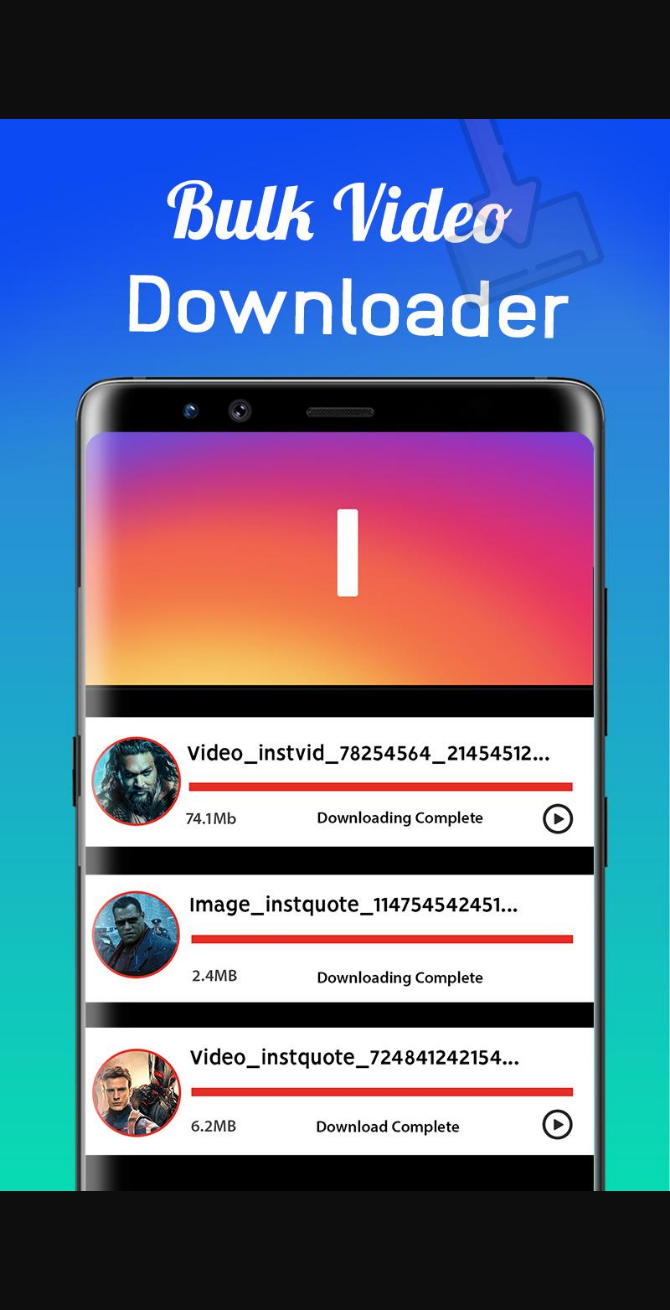 Bulk Video
Downloader
I
Video_instvid_78254564_21454512...
74.1Mb Downloading Complete
Image_instquote_114754542451...
2.4MB Downloading Complete
Video_instquote_724841242154...
6.2MB Download Complete